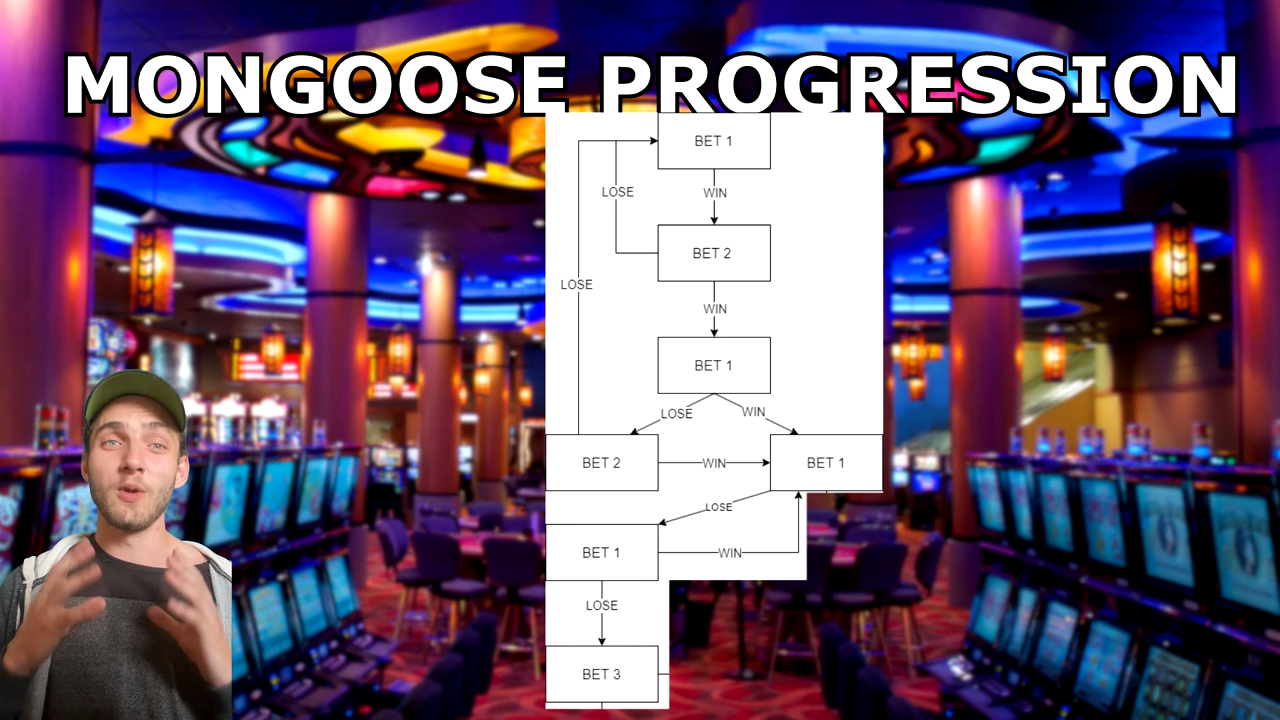 MONGOOSE PROGRESSION
BET 1
LOSE
WIN
BET 2
LOSE
WIN
BET 1
LOSE
WIN
BET 2
WIN
BET 1
LOSE
BET 1
WIN
LOSE
BET 3